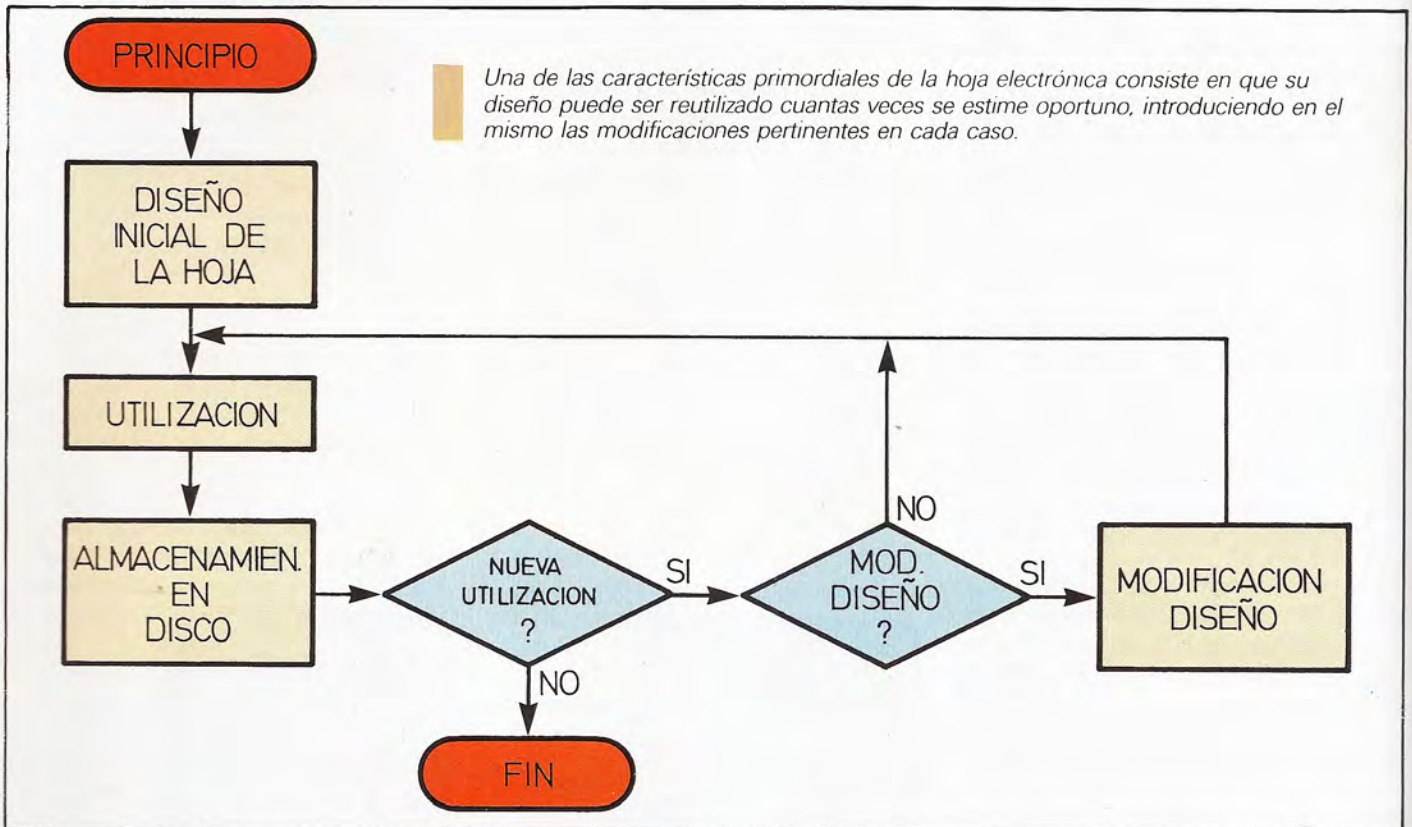 PRINCIPIO
Una de las características primordiales de la hoja electrónica consiste en que su
diseño puede ser reutilizado cuantas veces se estime oportuno, introduciendo en el
mismo las modificaciones pertinentes en cada caso.
DISEÑO
INICIAL DE
LA HOJA
UTILIZACION
ALMACENAMIEN.
EN
DISCO
NUEVA
UTILIZACION
?
SI
NO
FIN
MOD.
DISEÑO
?
NO
SI
MODIFICACION
DISEÑO